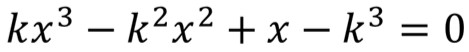 kx³ − k²x² + x − k³ = 0